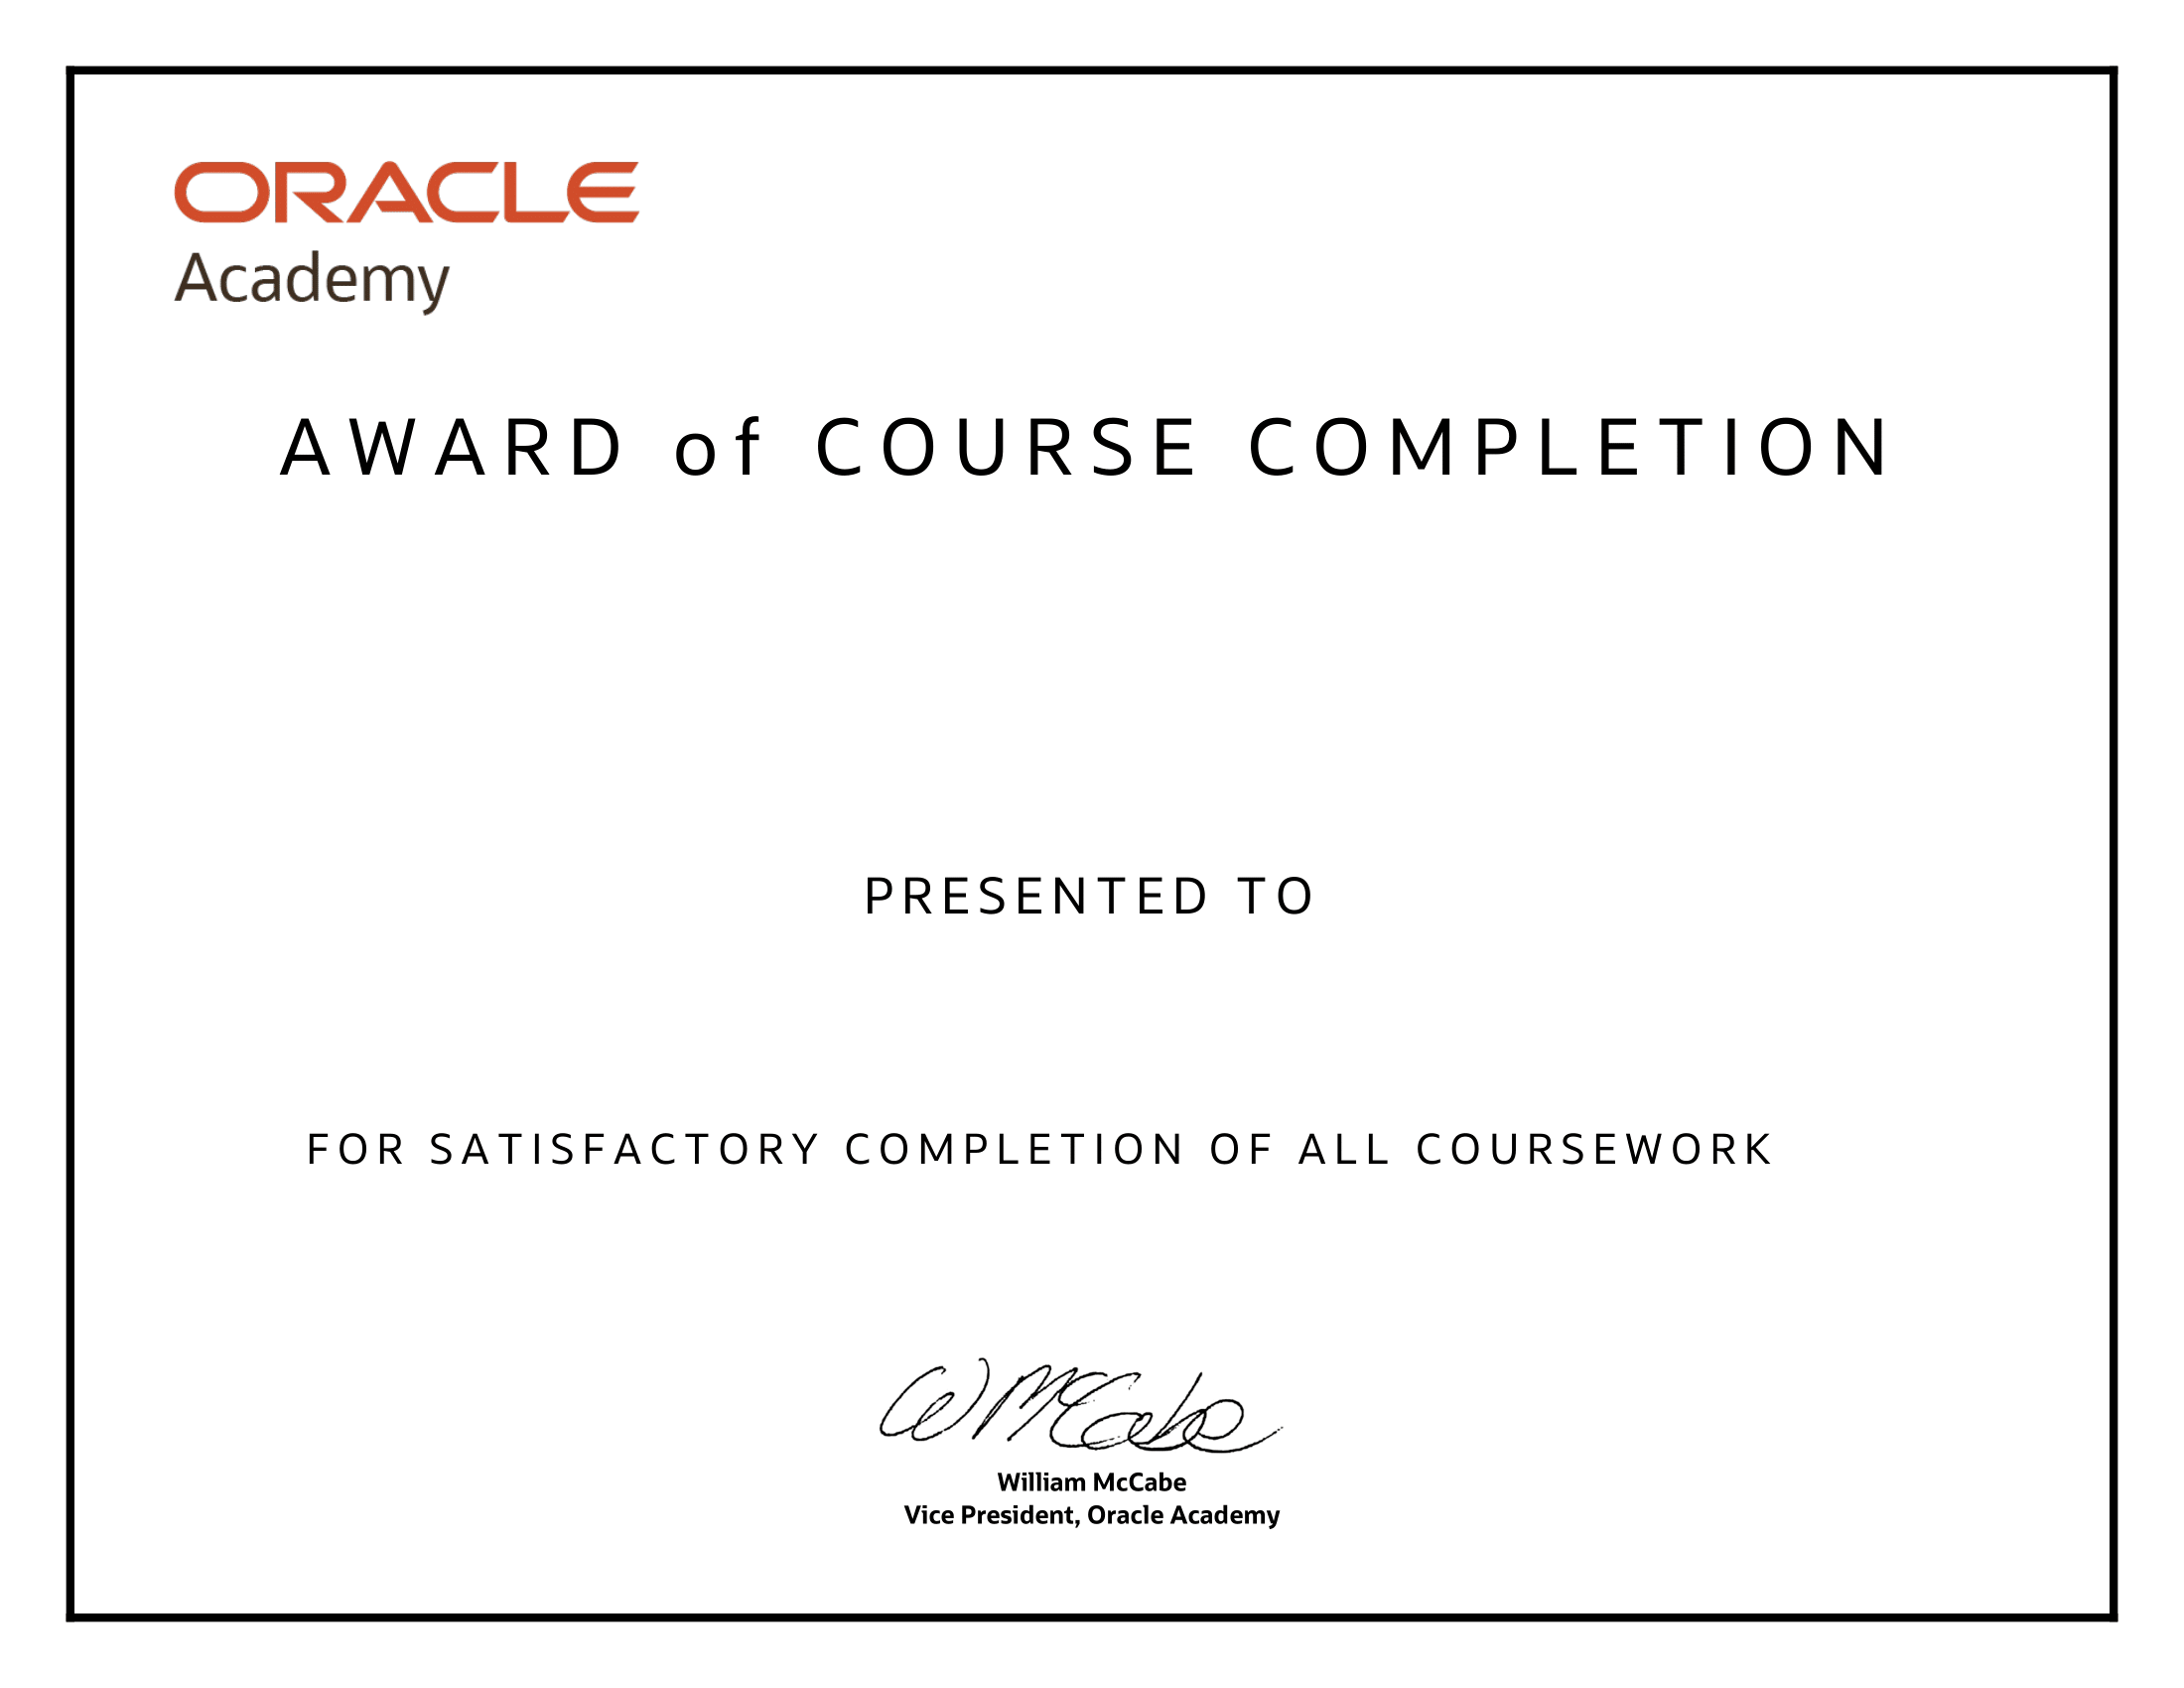 ORACLE
Academy
AWARD of COURSE COMPLETION
PRESENTED TO
FOR SATISFACTORY COMPLETION OF ALL COURSEWORK
W McCabe
William McCabe
Vice President, Oracle Academy